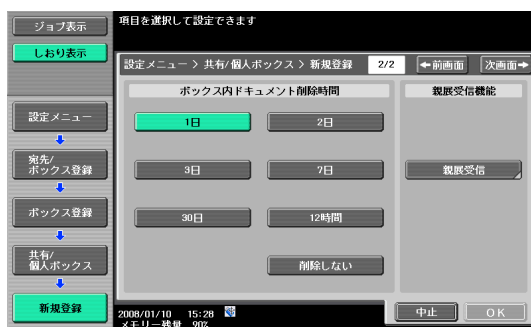 ジョブ表示
項目を選択して設定できます
しおり表示
設定メニュー > 共有/個人ボックス > 新規登録 2/2 ←前画面 次画面→
ボックス内ドキュメント削除時間
親展受信機能
設定メニュー
1日
2日
宛先/
ボックス登録
3日
7日
親展受信
ボックス登録
30日
12時間
共有/
個人ボックス
削除しない
新規登録
2008/01/10 15:28
中止
OK
メモリー残量 90%